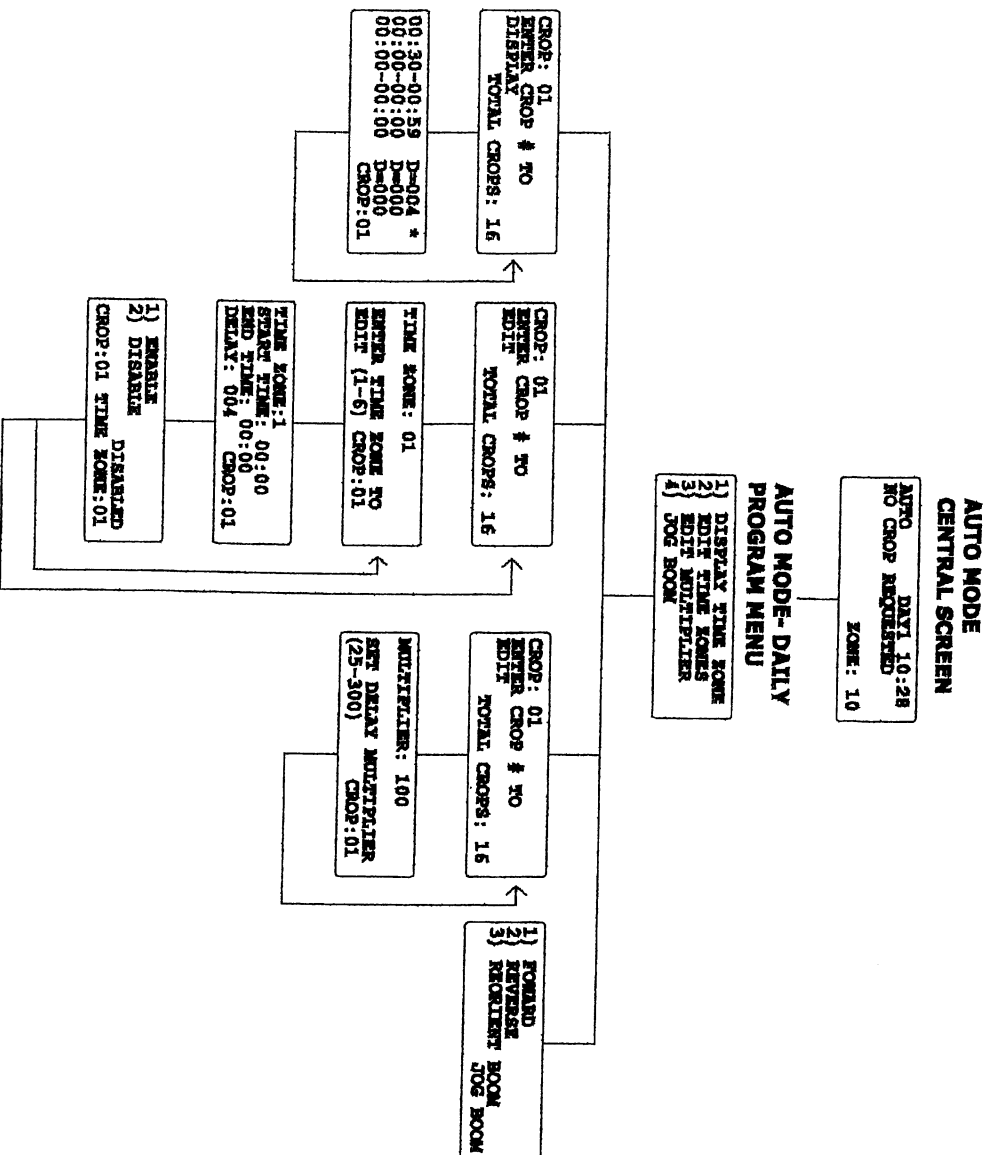 AUTO MODE
CENTRAL SCREEN
AUTO DAY1 10:28
NO CROP REQUESTED
ZONE: 10
AUTO MODE- DAILY
PROGRAM MENU
1) DISPLAY TIME ZONE
2) EDIT TIME ZONES
3) EDIT MULTIPLIER
4) JOG BOOM
CROP: 01
ENTER CROP # TO
DISPLAY
TOTAL CROPS: 16
00:30-00:59 D=004 *
00:00-00:00 D=000
00:00-00:00 D=000
CROP:01
CROP: 01
ENTER CROP # TO
EDIT
TOTAL CROPS: 16
TIME ZONE: 01
ENTER TIME ZONE TO
EDIT (1-6) CROP:01
TIME ZONE:1
START TIME: 00:00
END TIME: 00:00
DELAY: 004 CROP:01
1) ENABLE
2) DISABLE
DISABLED
CROP:01 TIME ZONE:01
CROP: 01
ENTER CROP # TO
EDIT
TOTAL CROPS: 16
MULTIPLIER: 100
SET DELAY MULTIPLIER
(25-300) CROP:01
1) FOWARD
2) REVERSE
3) REORIENT BOOM
JOG BOOM